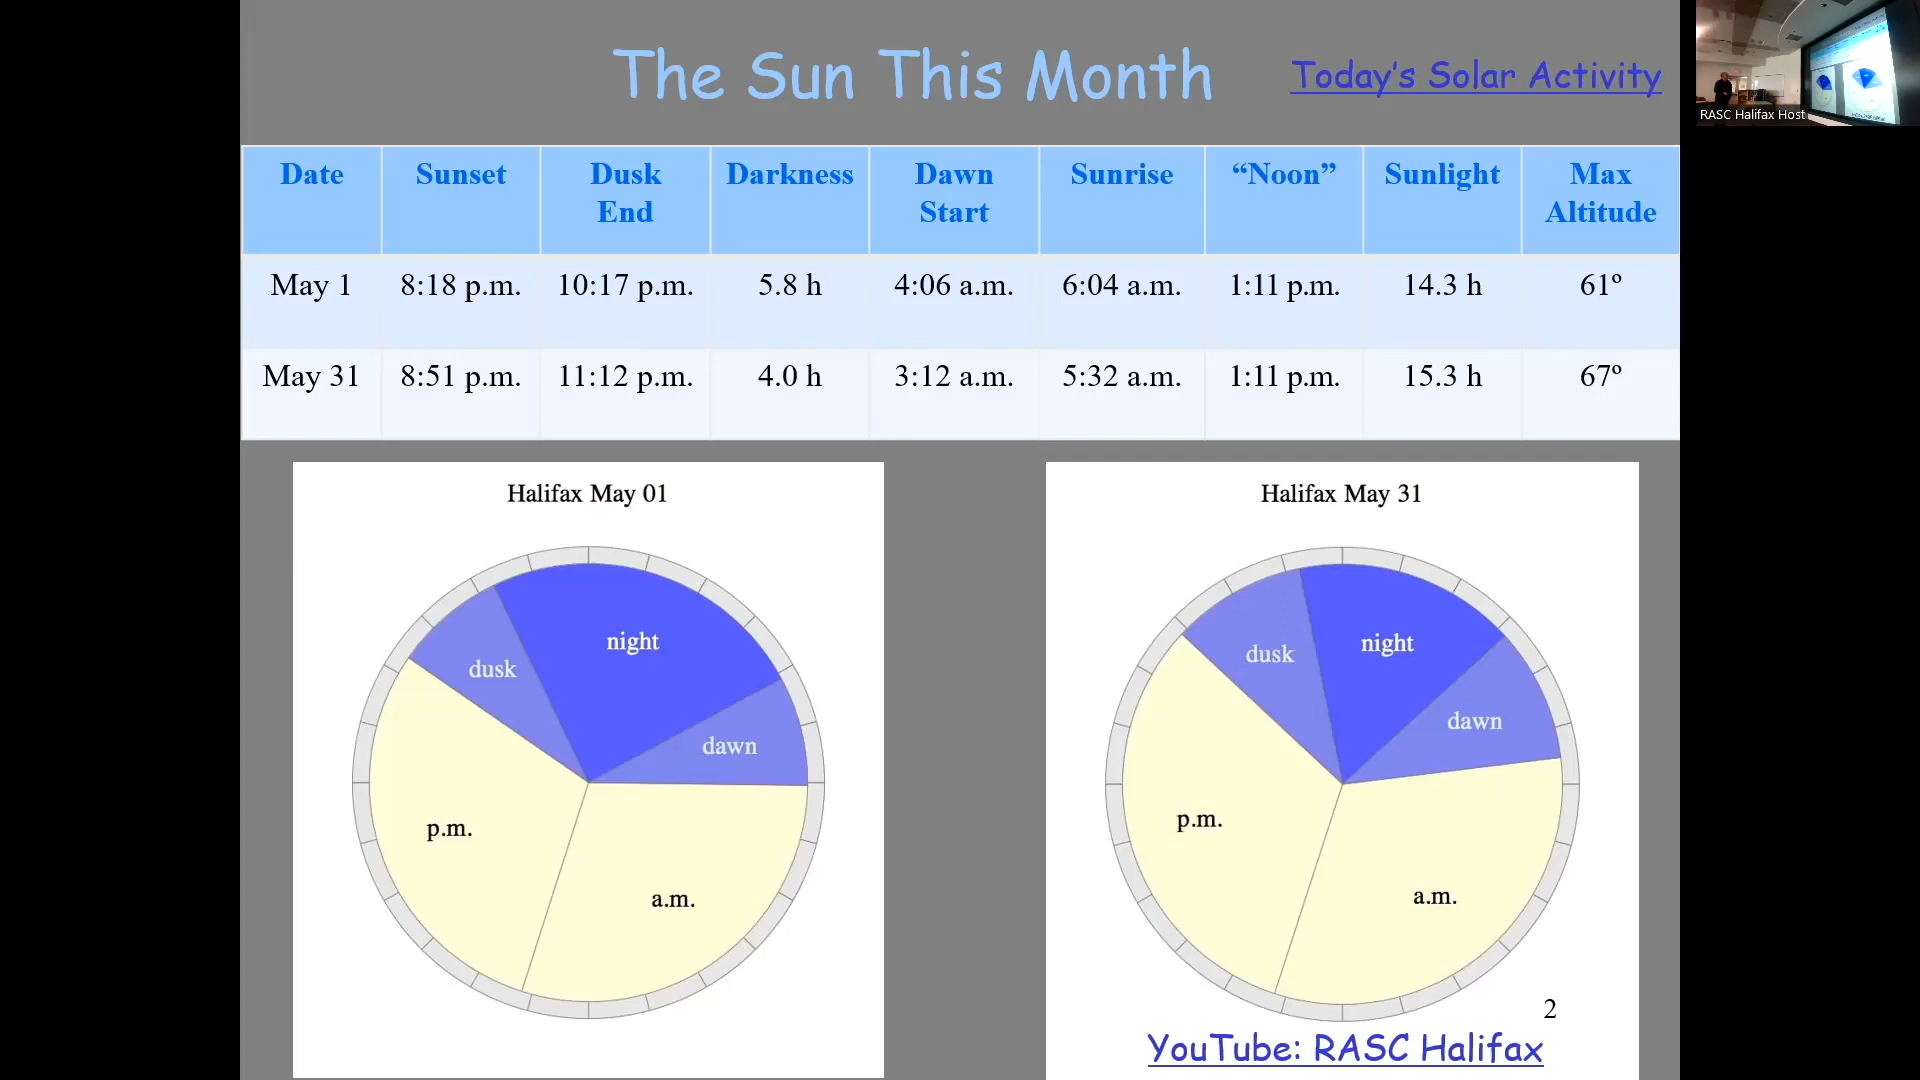 The Sun This Month
Today's Solar Activity
RASC Halifax Host
Date Sunset Dusk End Darkness Dawn Start Sunrise “Noon” Sunlight Max Altitude
May 1 8:18 p.m. 10:17 p.m. 5.8 h 4:06 a.m. 6:04 a.m. 1:11 p.m. 14.3 h 61º
May 31 8:51 p.m. 11:12 p.m. 4.0 h 3:12 a.m. 5:32 a.m. 1:11 p.m. 15.3 h 67º
Halifax May 01
night
dusk
dawn
p.m.
a.m.
Halifax May 31
night
dusk
dawn
p.m.
a.m.
2
YouTube: RASC Halifax